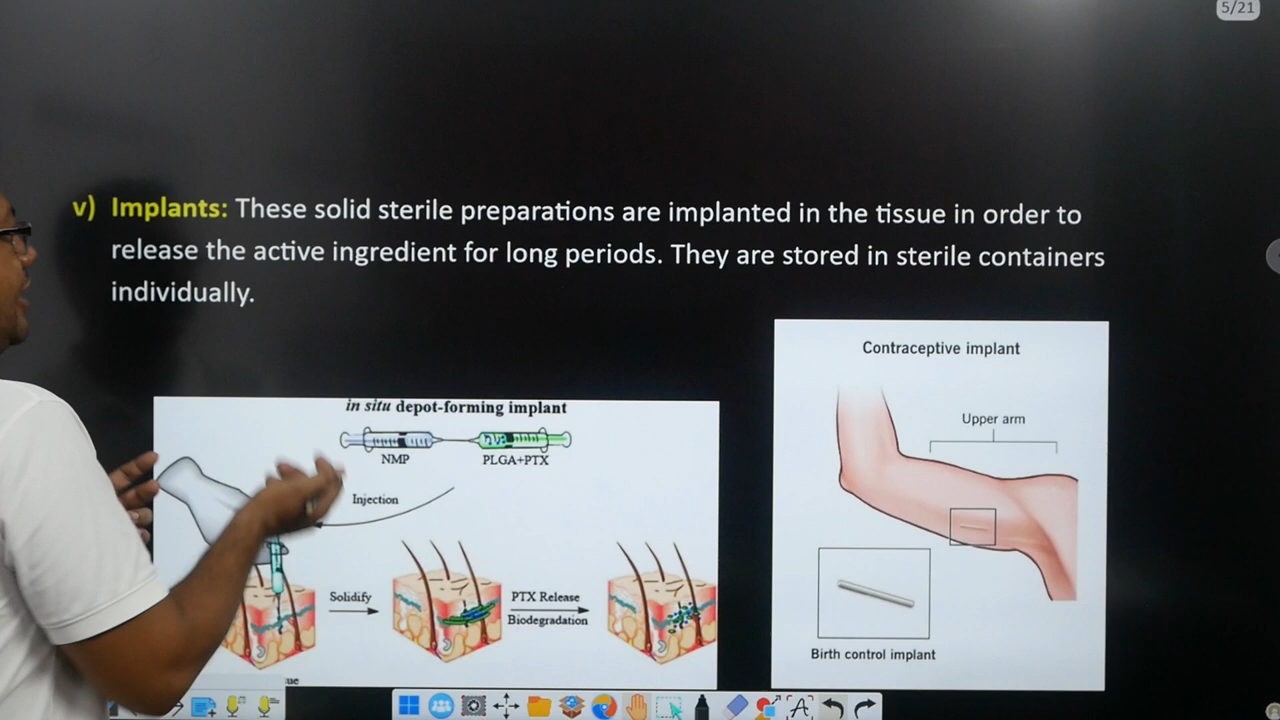 5/21
v) Implants: These solid sterile preparations are implanted in the tissue in order to
release the active ingredient for long periods. They are stored in sterile containers
individually.
in situ depot-forming implant
NMP
PLGA+PTX
Injection
Solidify
PTX Release
Biodegradation
Contraceptive implant
Upper arm
Birth control implant